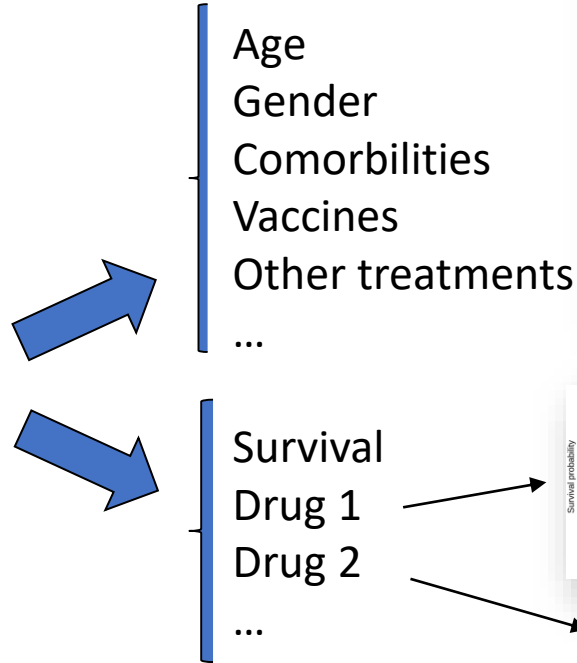 Age
Gender
Comorbilities
Vaccines
Other treatments
...
Survival
Drug 1
Drug 2
...
Survival probability